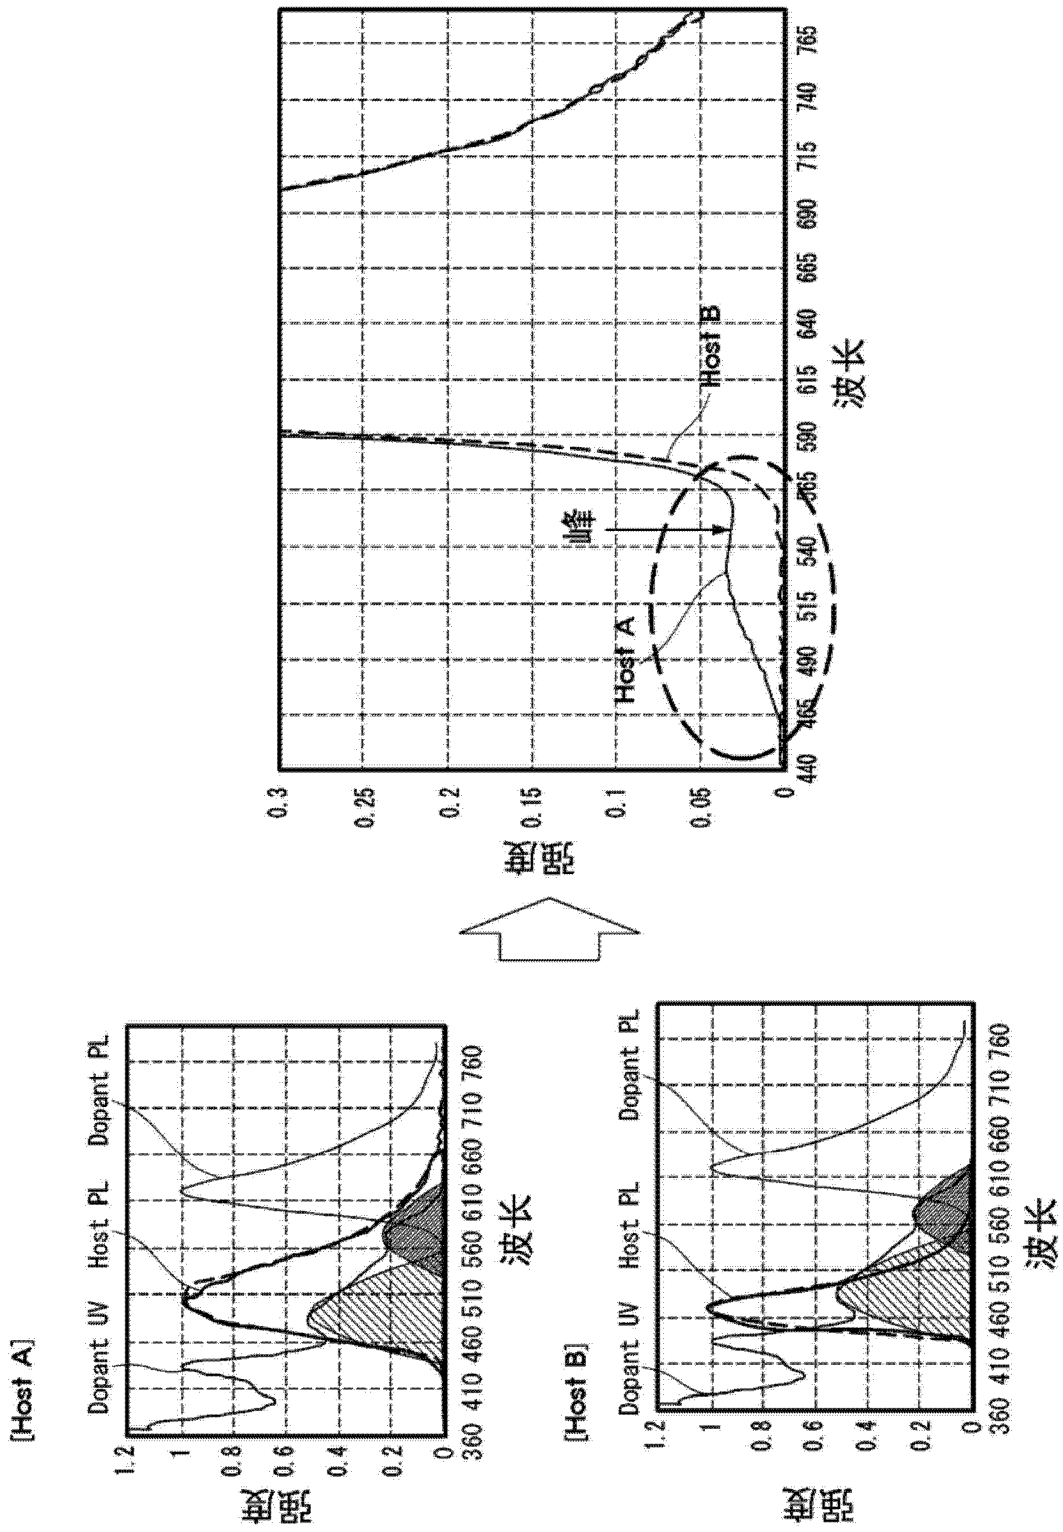 [Host A]
Dopant UV
Host PL
Dopant PL
强度
1.2
1
0.8
0.6
0.4
0.2
0
360 410 460 510 560 610 660 710 760
波长
[Host B]
Dopant UV
Host PL
Dopant PL
强度
1.2
1
0.8
0.6
0.4
0.2
0
360 410 460 510 560 610 660 710 760
波长
强度
0.3
0.25
0.2
0.15
0.1
0.05
0
Host A
峰
Host B
440 465 490 515 540 565 590 615 640 665 690 715 740 765
波长